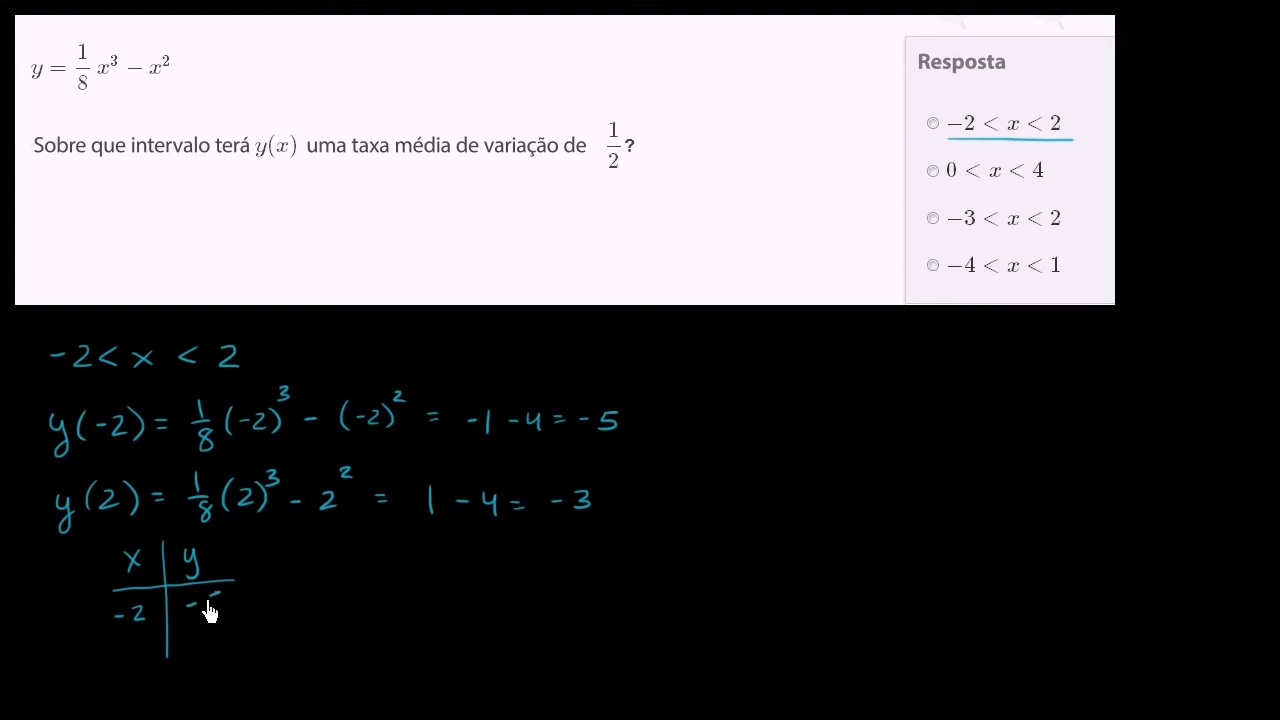 y = 1/8 x³ − x²
Sobre que intervalo terá y(x) uma taxa média de variação de 1/2?
Resposta
−2 < x < 2
0 < x < 4
−3 < x < 2
−4 < x < 1
-2 < x < 2
y(-2) = 1/8 (-2)³ - (-2)² = -1 - 4 = -5
y(2) = 1/8 (2)³ - 2² = 1 - 4 = -3
x | y
-2 | -5